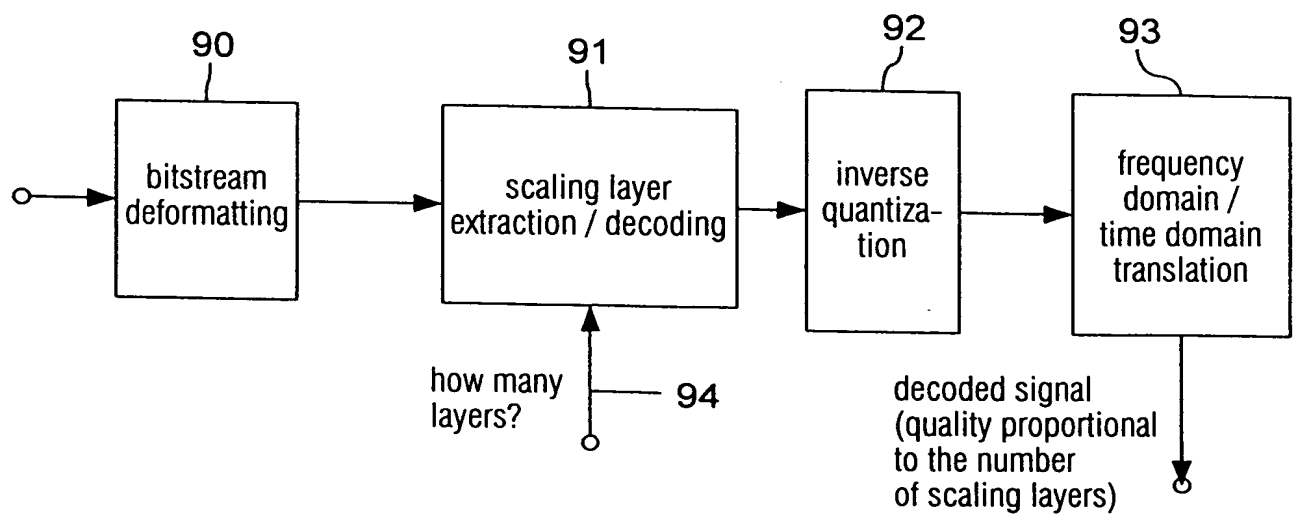 90
91
92
93
bitstream
deformatting
scaling layer
extraction / decoding
inverse
quantiza-
tion
frequency
domain /
time domain
translation
how many
layers?
94
decoded signal
(quality proportional
to the number
of scaling layers)